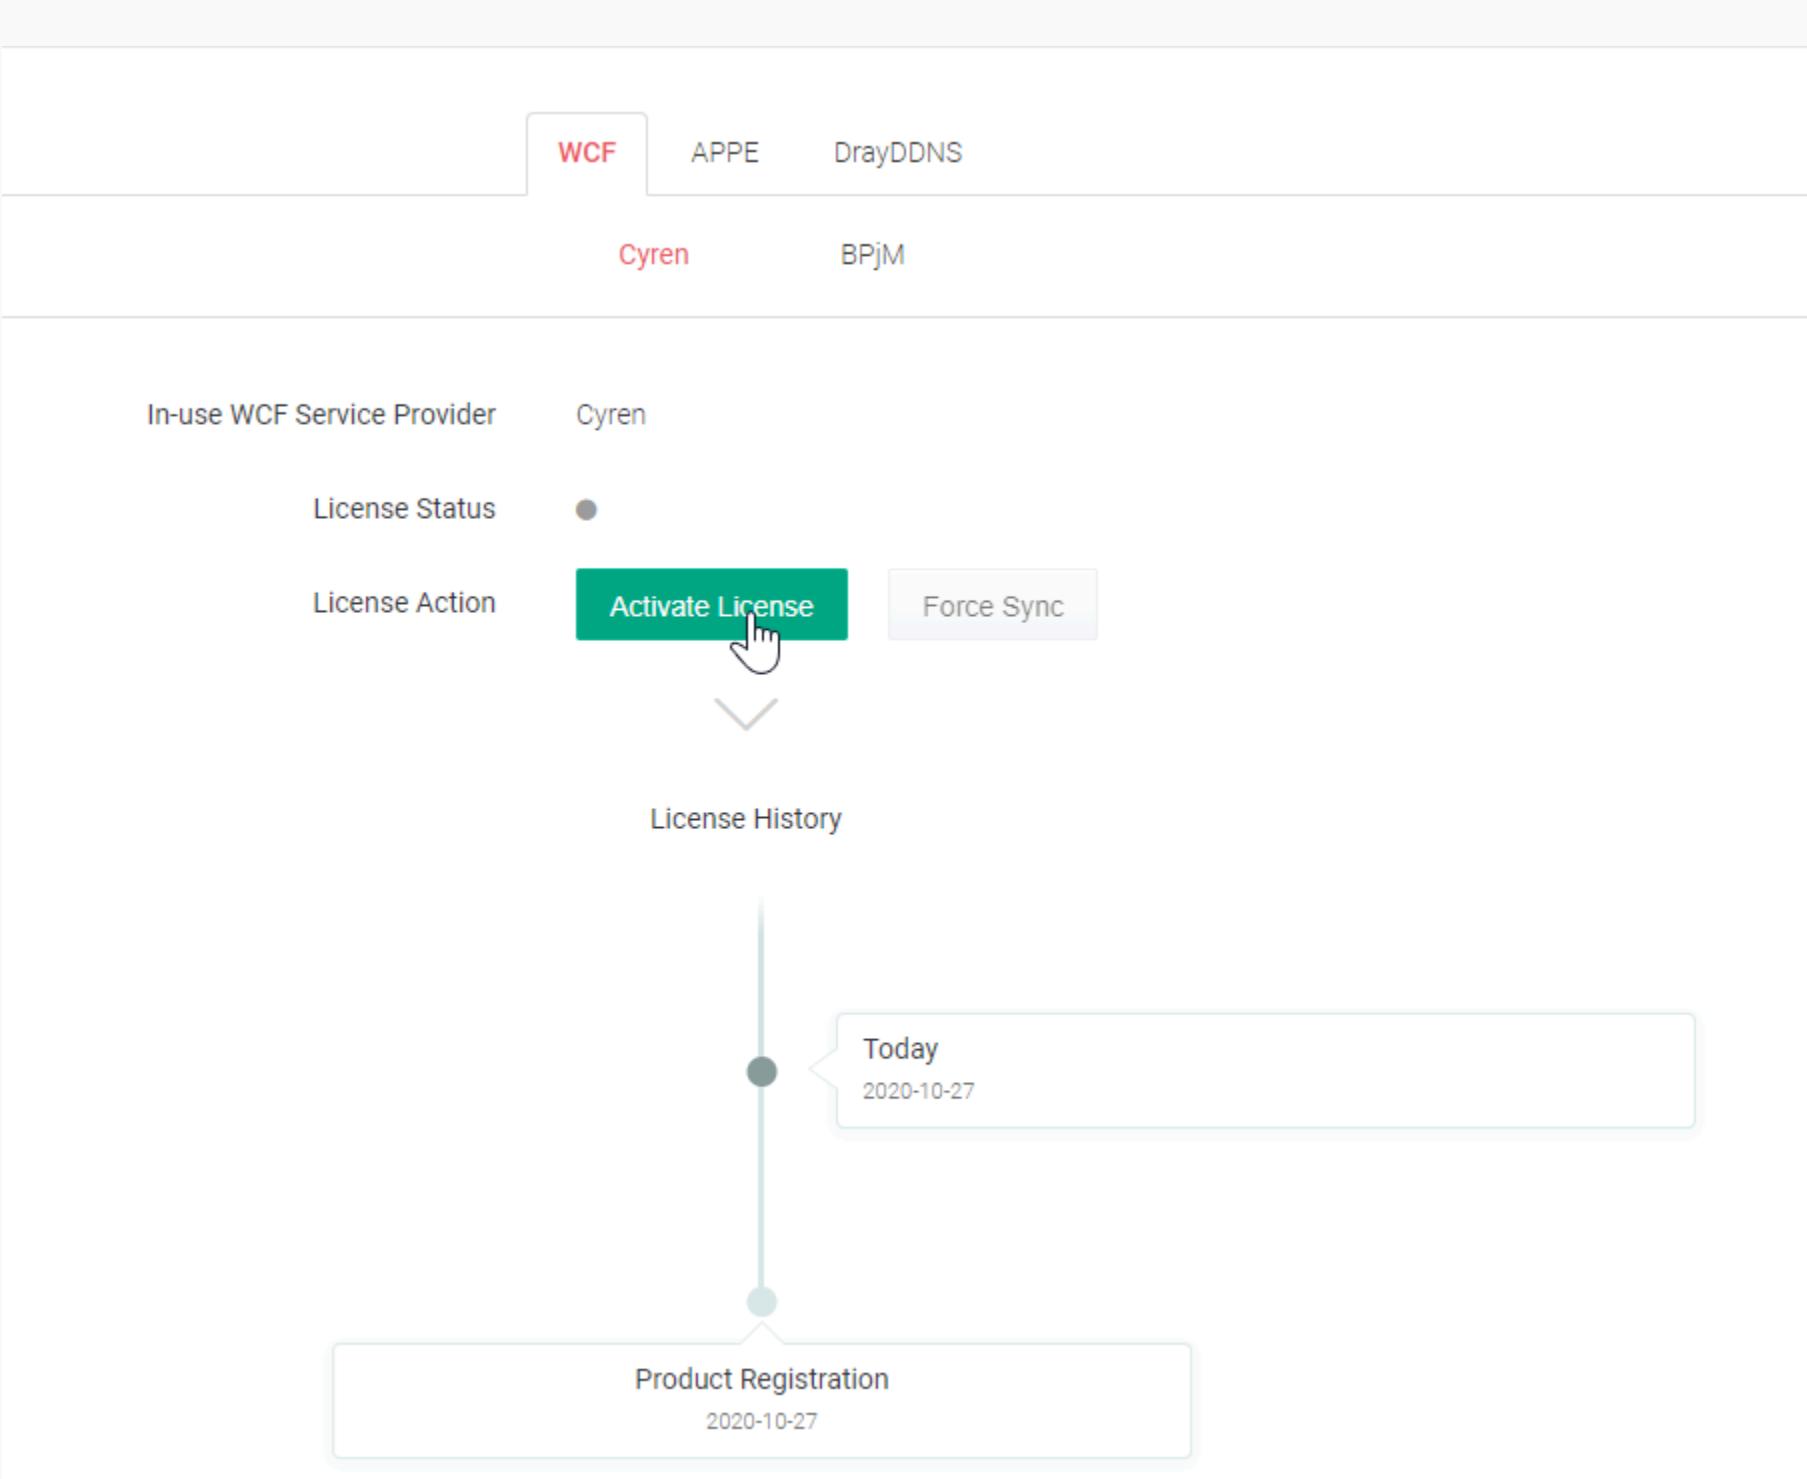 WCF APPE DrayDDNS
Cyren BPjM
In-use WCF Service Provider Cyren
License Status
License Action Activate License Force Sync
License History
Today
2020-10-27
Product Registration
2020-10-27